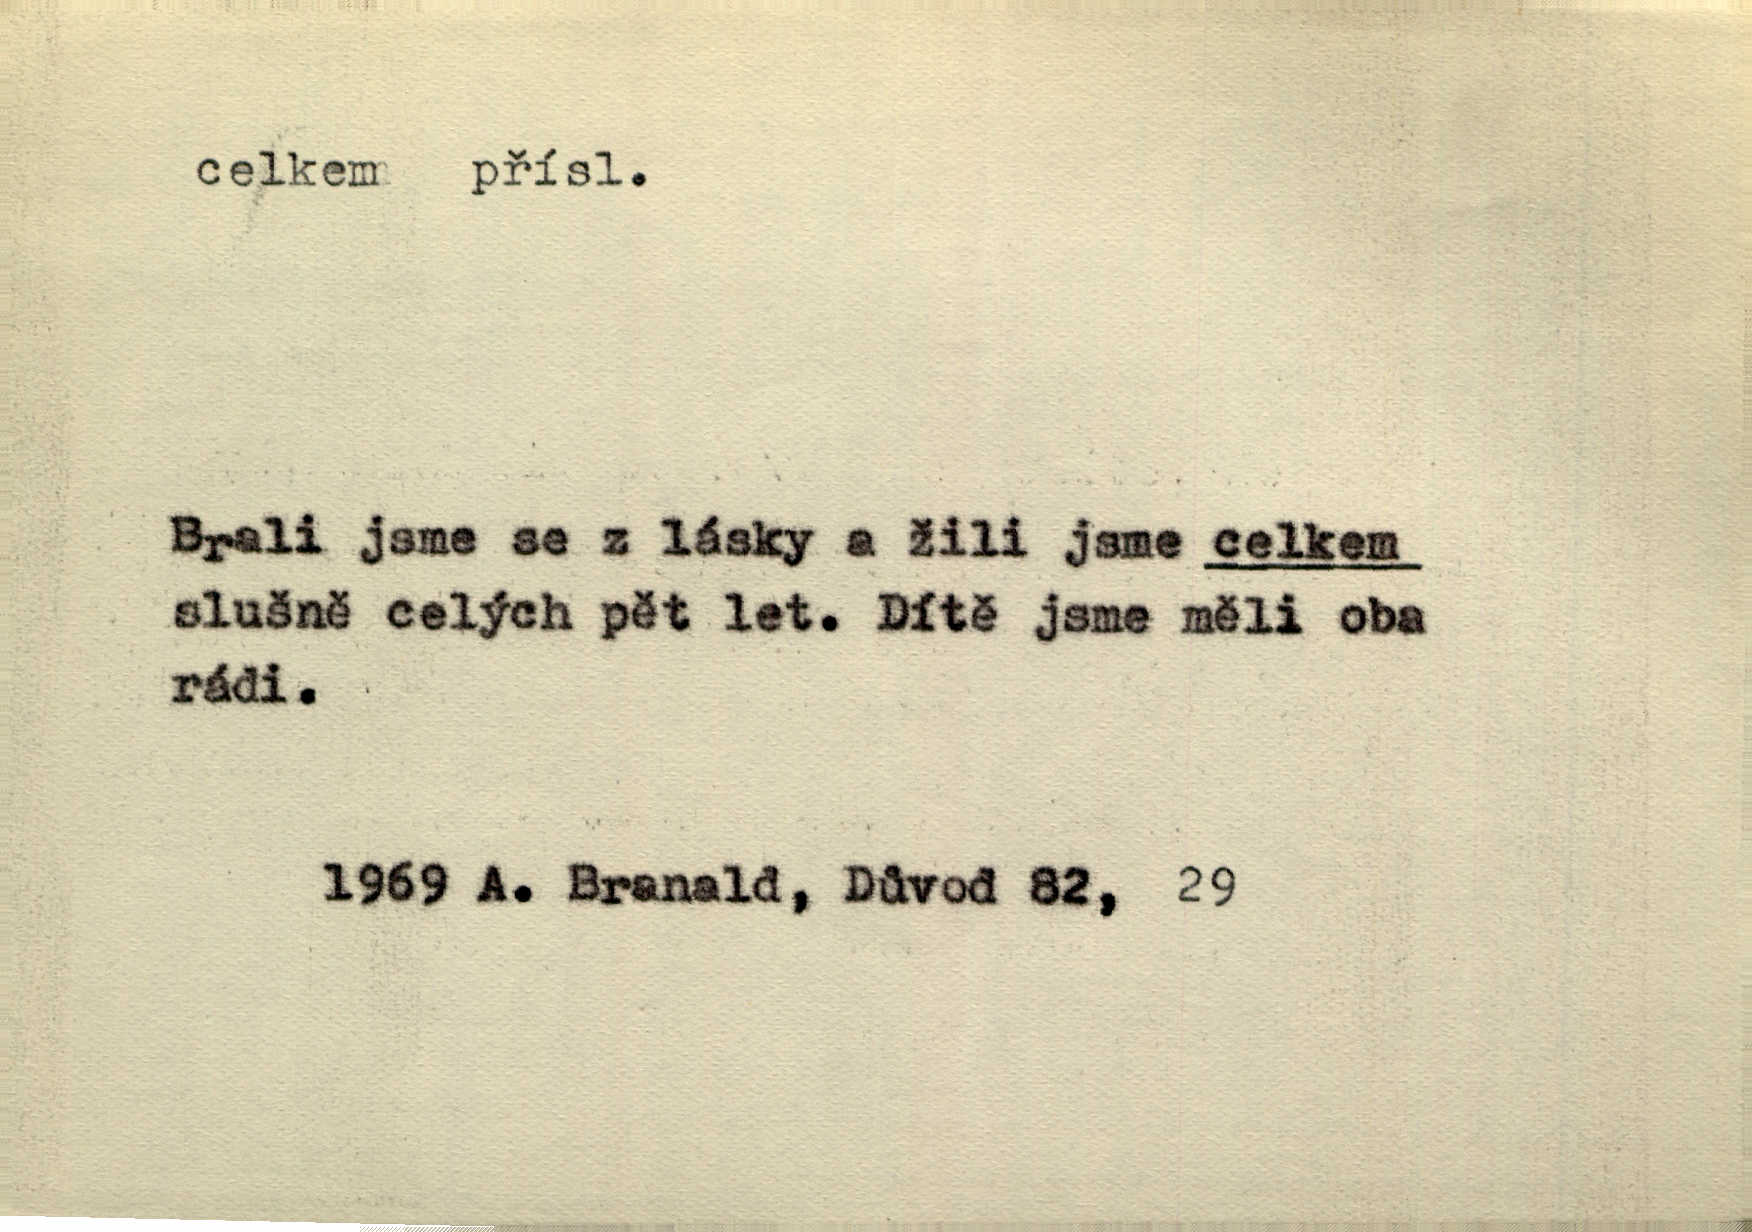 celkem přísl.
Brali jsme se z lásky a žili jsme celkem
slušně celých pět let. Dítě jsme měli oba
rádi.
1969 A. Branald, Důvod 82, 29